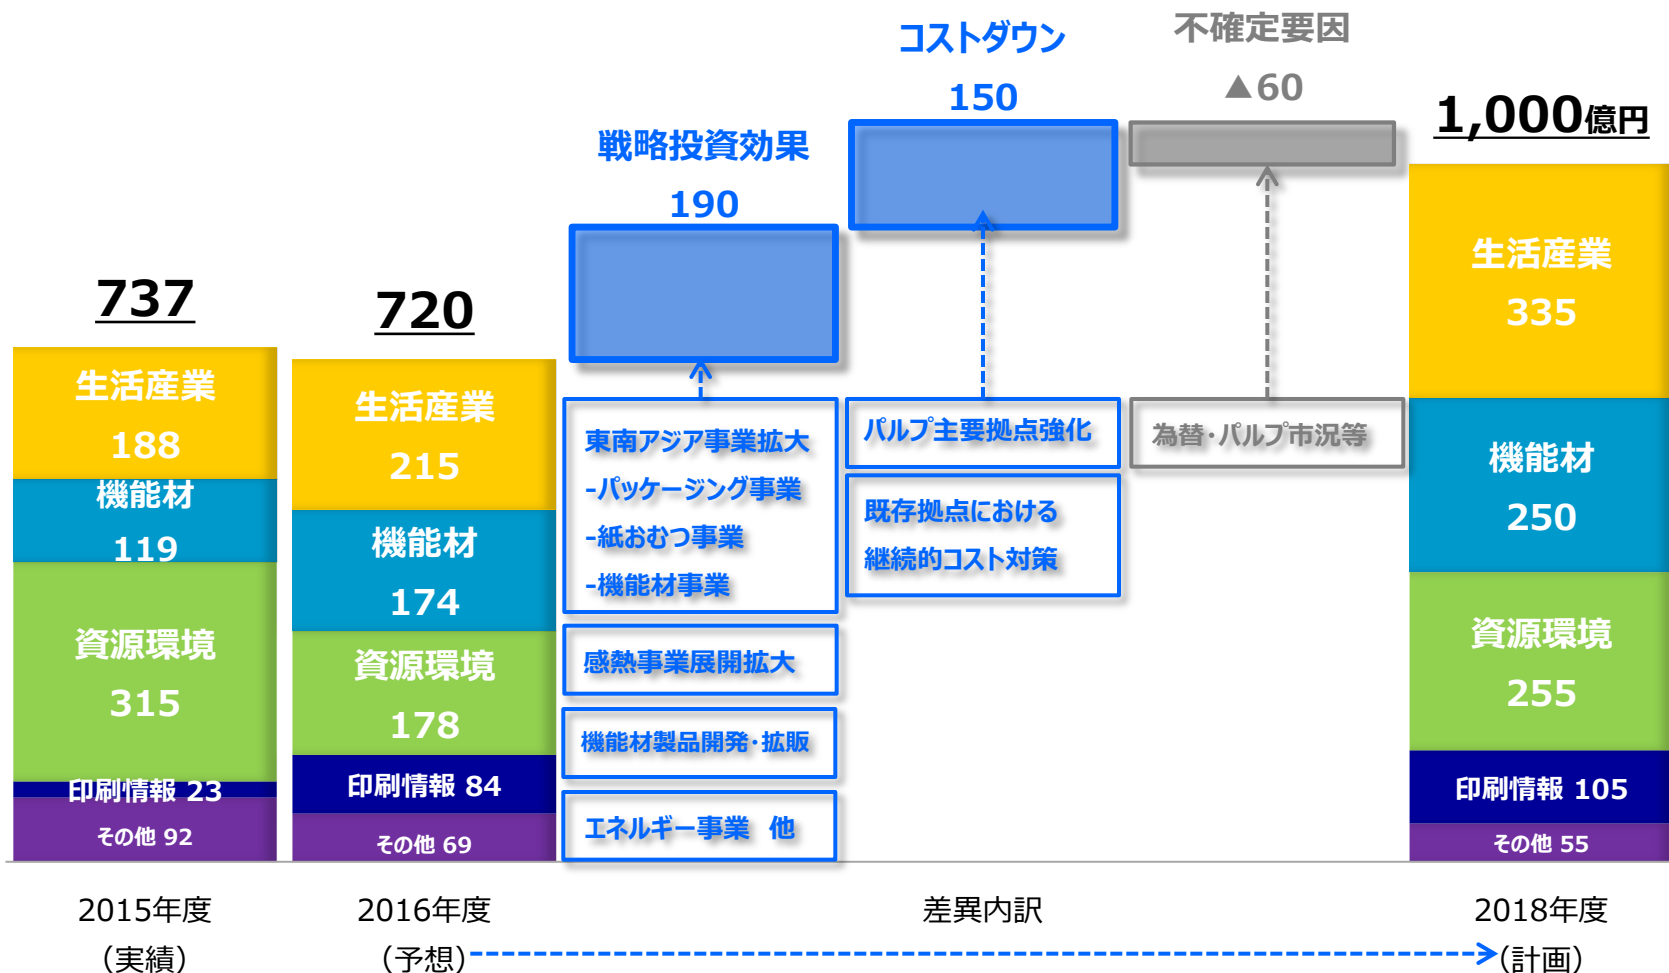 737
生活産業
188
機能材
119
資源環境
315
印刷情報 23
その他 92
2015年度
（実績）
720
生活産業
215
機能材
174
資源環境
178
印刷情報 84
その他 69
2016年度
（予想）
戦略投資効果
190
東南アジア事業拡大
-パッケージング事業
-紙おむつ事業
-機能材事業
感熱事業展開拡大
機能材製品開発・拡販
エネルギー事業 他
コストダウン
150
パルプ主要拠点強化
既存拠点における
継続的コスト対策
不確定要因
▲60
為替・パルプ市況等
差異内訳
1,000億円
生活産業
335
機能材
250
資源環境
255
印刷情報 105
その他 55
2018年度
（計画）